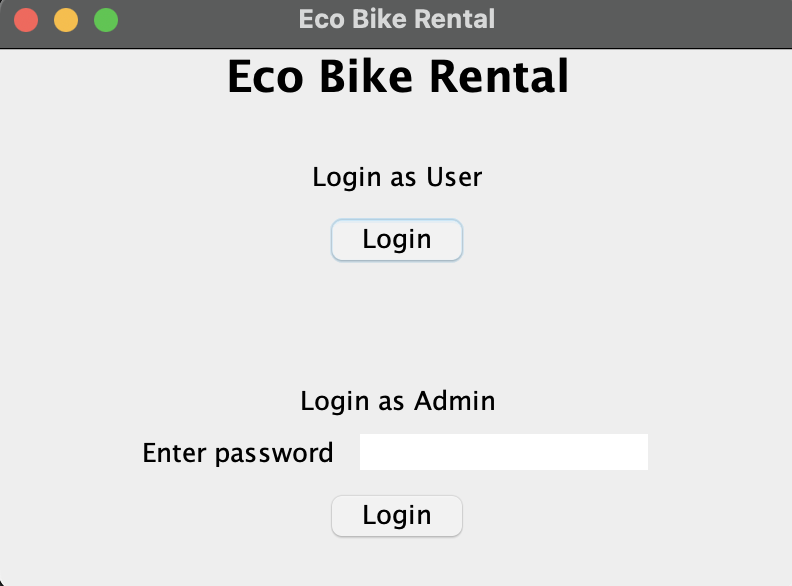 Eco Bike Rental
Eco Bike Rental
Login as User
Login
Login as Admin
Enter password
Login